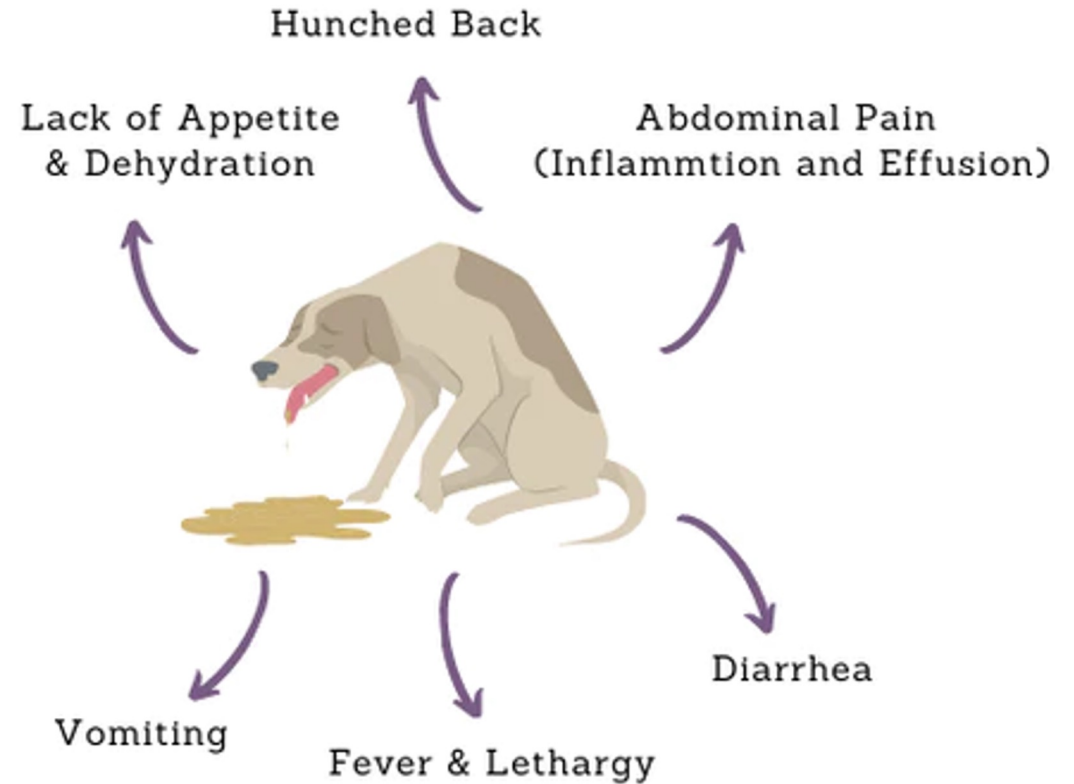 Hunched Back
Lack of Appetite
& Dehydration
Abdominal Pain
(Inflammtion and Effusion)
Diarrhea
Vomiting
Fever & Lethargy